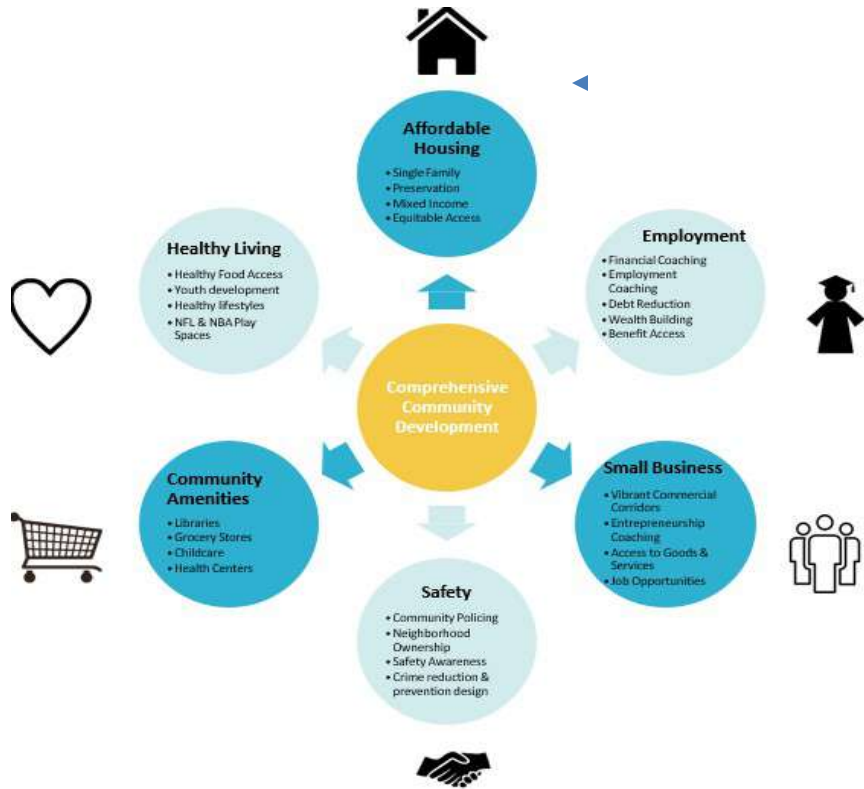 Affordable
Housing
• Single Family
• Preservation
• Mixed Income
• Equitable Access
Healthy Living
• Healthy Food Access
• Youth development
• Healthy lifestyles
• NFL & NBA Play
Spaces
Employment
• Financial Coaching
• Employment
Coaching
• Debt Reduction
• Wealth Building
• Benefit Access
Comprehensive
Community
Development
Community
Amenities
• Libraries
• Grocery Stores
• Childcare
• Health Centers
Small Business
• Vibrant Commercial
Corridors
• Entrepreneurship
Coaching
• Access to Goods &
Services
• Job Opportunities
Safety
• Community Policing
• Neighborhood
Ownership
• Safety Awareness
• Crime reduction &
prevention design